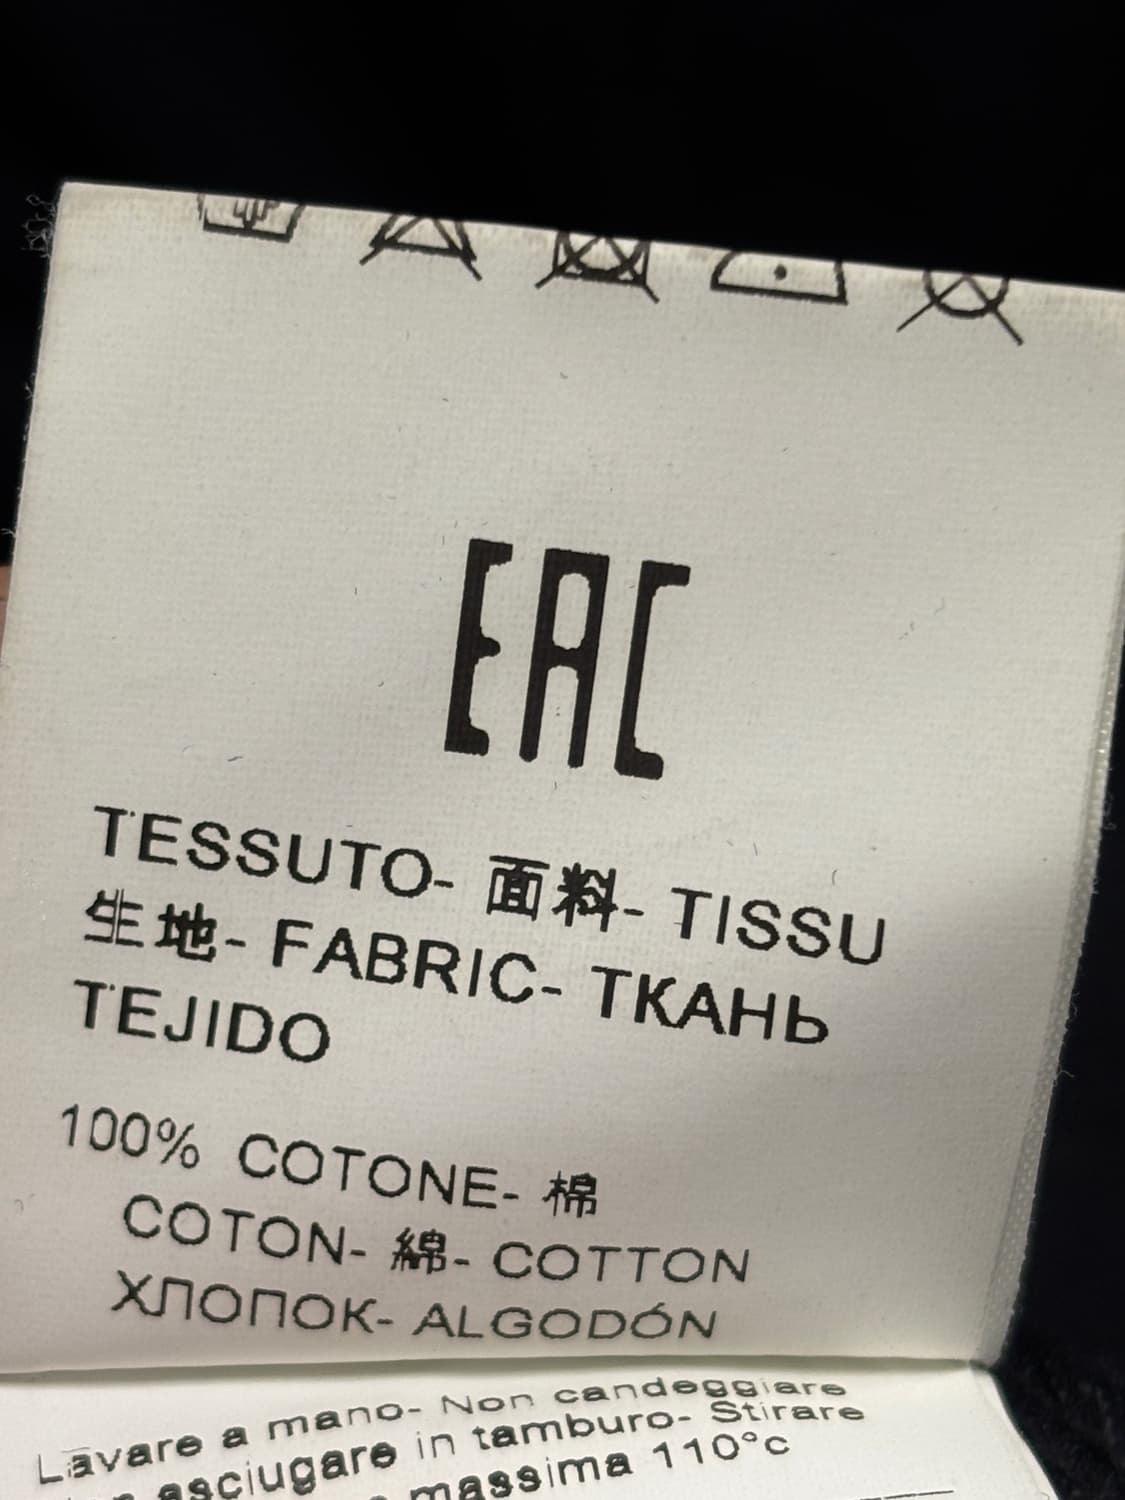 EAC
TESSUTO- 面料- TISSU
生地- FABRIC- ТКАНЬ
TEJIDO
100% COTONE- 棉
COTON- 綿- COTTON
ХЛОПОК- ALGODÓN
Lavare a mano- Non candeggiare
asciugare in tamburo- Stirare
massima 110°c